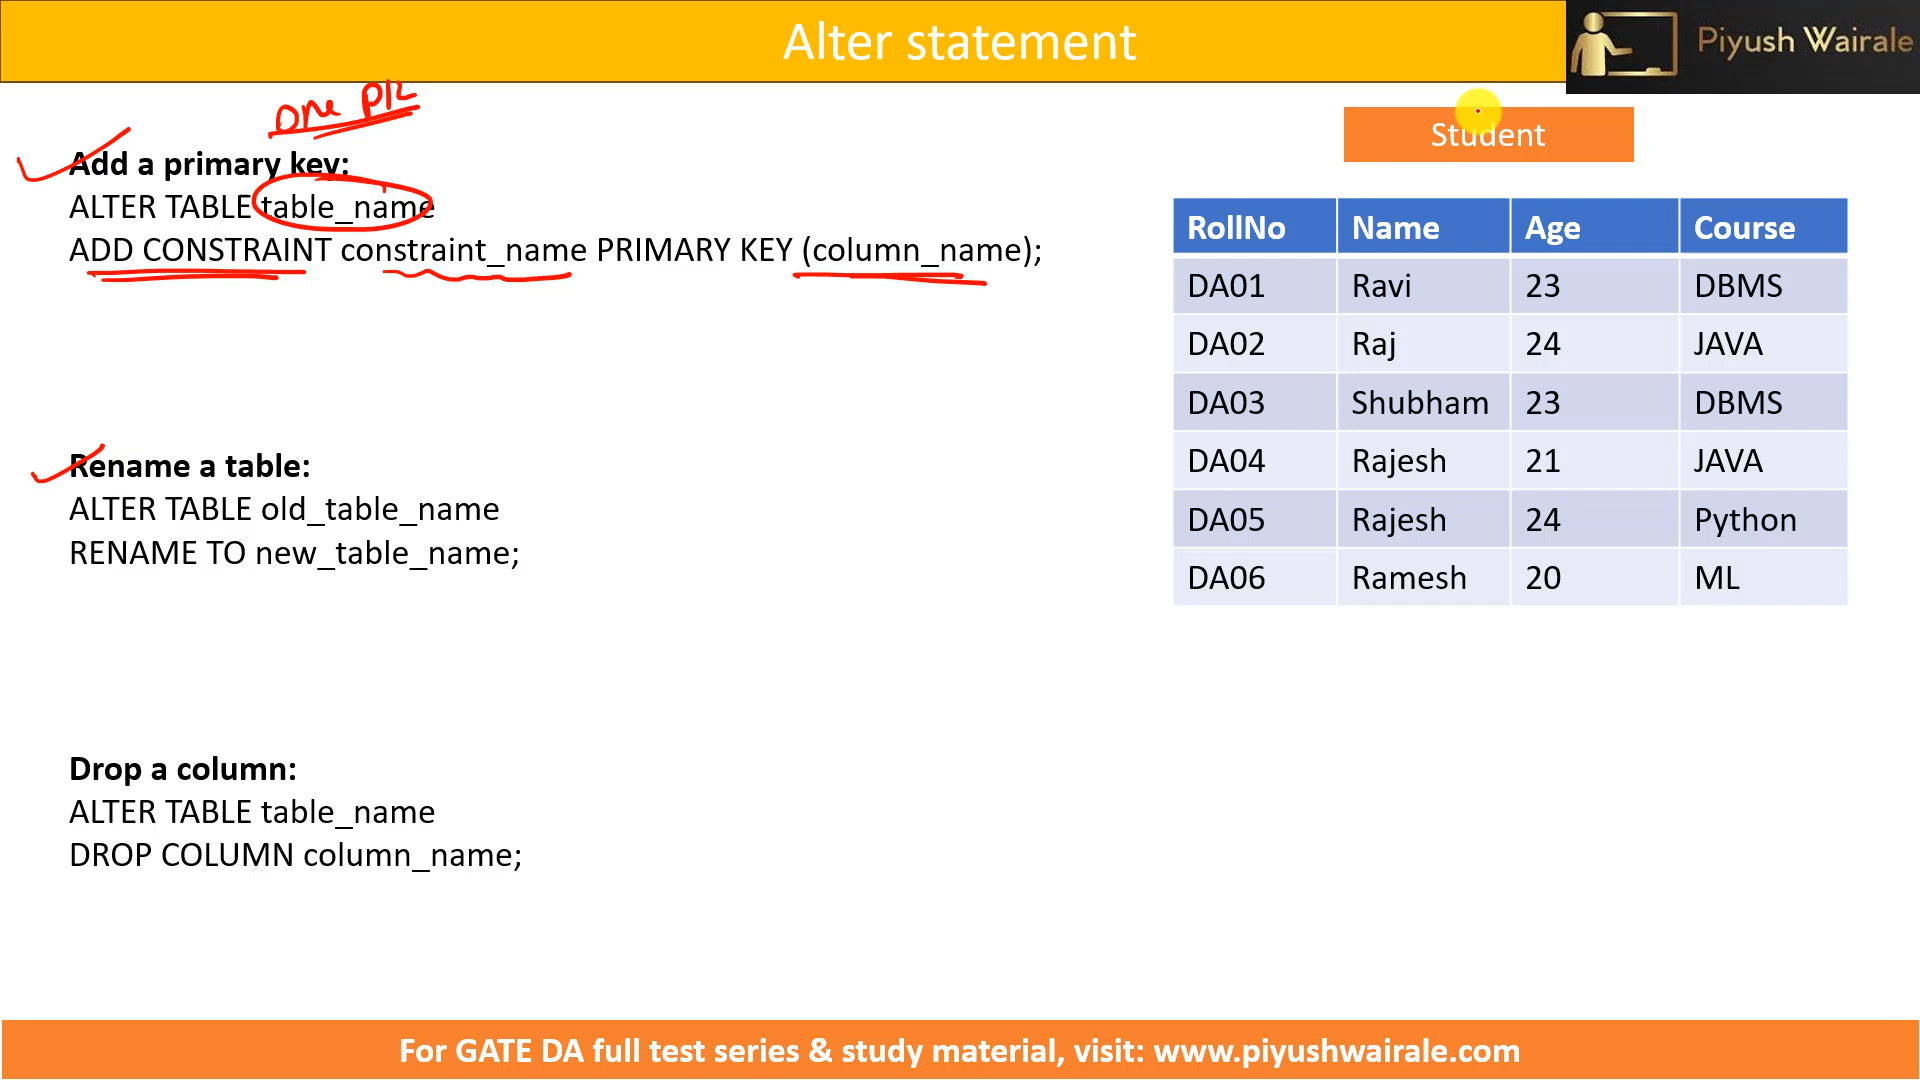 Alter statement
Piyush Wairale
one PK
Add a primary key:
ALTER TABLE table_name
ADD CONSTRAINT constraint_name PRIMARY KEY (column_name);
Rename a table:
ALTER TABLE old_table_name
RENAME TO new_table_name;
Drop a column:
ALTER TABLE table_name
DROP COLUMN column_name;
Student
RollNo Name Age Course
DA01 Ravi 23 DBMS
DA02 Raj 24 JAVA
DA03 Shubham 23 DBMS
DA04 Rajesh 21 JAVA
DA05 Rajesh 24 Python
DA06 Ramesh 20 ML
For GATE DA full test series & study material, visit: www.piyushwairale.com